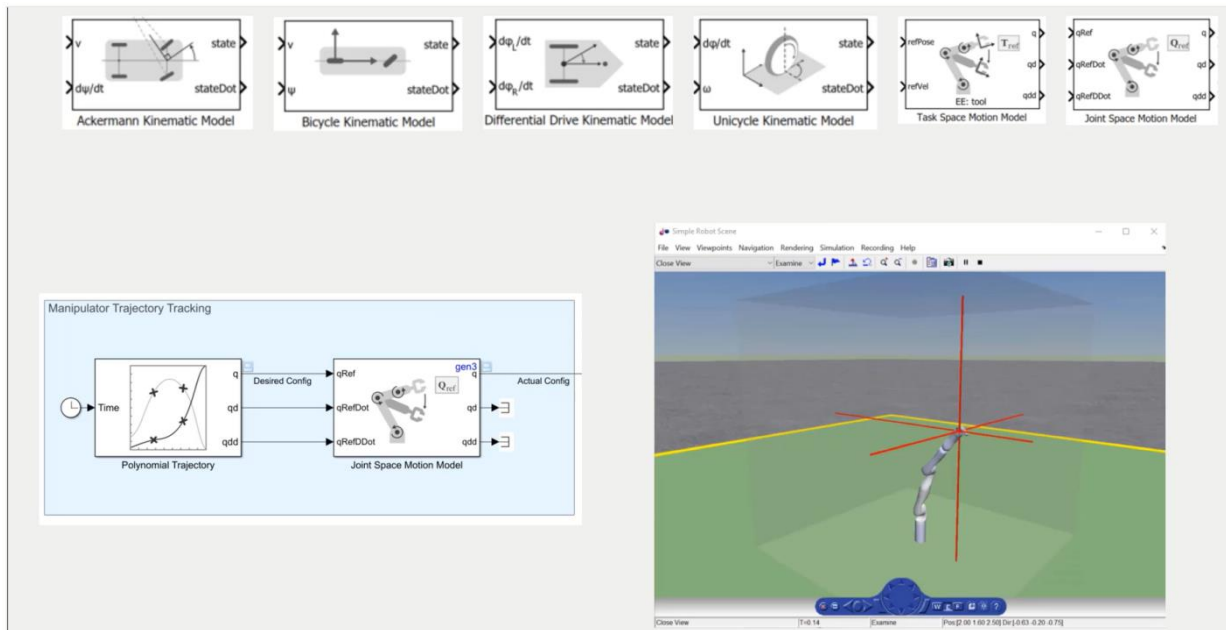 v
dψ/dt
state
stateDot
Ackermann Kinematic Model
v
ψ
state
stateDot
Bicycle Kinematic Model
dφL/dt
dφR/dt
state
stateDot
Differential Drive Kinematic Model
dφ/dt
ω
state
stateDot
Unicycle Kinematic Model
refPose
refVel
Tref
q
qd
qdd
EE: tool
Task Space Motion Model
qRef
qRefDot
qRefDDot
Qref
q
qd
qdd
Joint Space Motion Model
Simple Robot Scene
File View Viewpoints Navigation Rendering Simulation Recording Help
Close View
Examine
Manipulator Trajectory Tracking
Time
q
qd
qdd
Polynomial Trajectory
Desired Config
gen3
qRef
qRefDot
qRefDDot
Qref
q
qd
qdd
Joint Space Motion Model
Actual Config
Close View
T=0.14
Examine
Pos:[2.00 1.60 2.50] Dir:[-0.63 -0.20 -0.75]